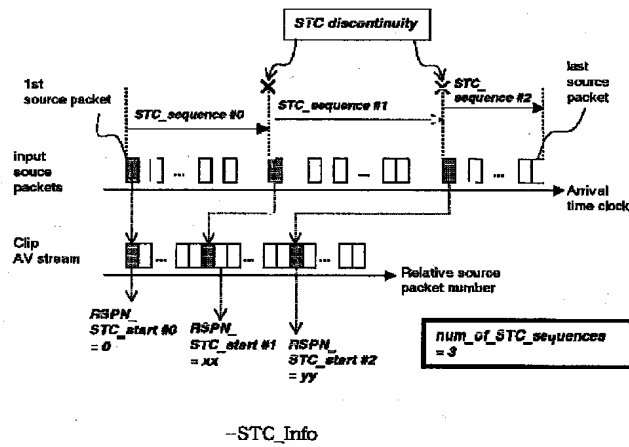 STC discontinuity
1st
source packet
STC_sequence #0
STC_sequence #1
STC_
sequence #2
last
source
packet
input
souce
packets
...
...
...
Arrival
time clock
Clip
AV stream
...
...
...
Relative source
packet number
RSPN_
STC_start #0
= 0
RSPN_
STC_start #1
= xx
RSPN_
STC_start #2
= yy
num_of_STC_sequences
= 3
-STC_Info